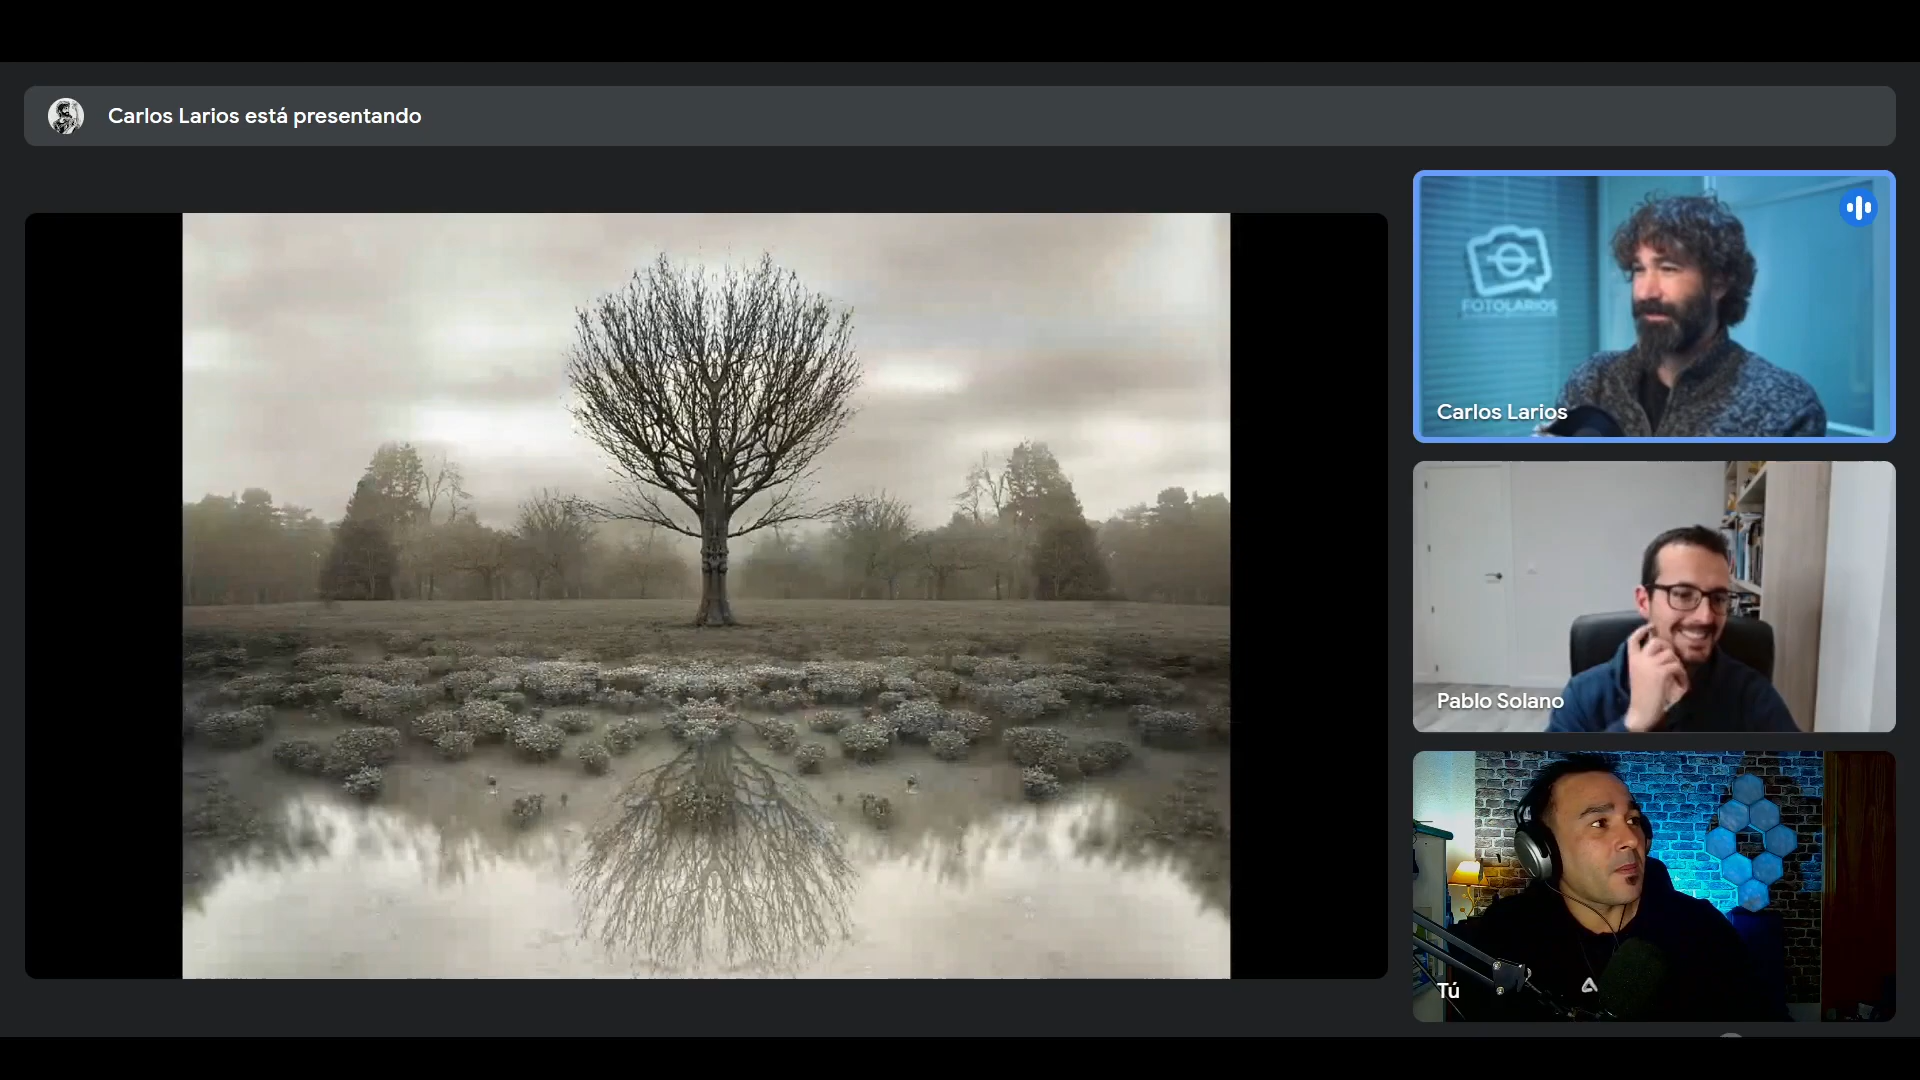 Carlos Larios está presentando
FOTOLARIOS
Carlos Larios
Pablo Solano
Tú